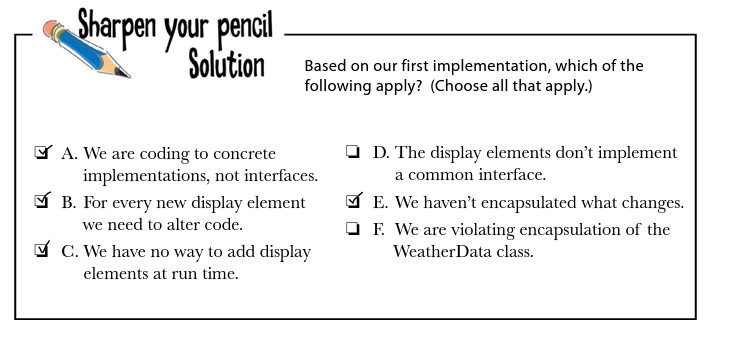 Sharpen your pencil
Solution
Based on our first implementation, which of the
following apply? (Choose all that apply.)
A. We are coding to concrete
implementations, not interfaces.
B. For every new display element
we need to alter code.
C. We have no way to add display
elements at run time.
D. The display elements don’t implement
a common interface.
E. We haven’t encapsulated what changes.
F. We are violating encapsulation of the
WeatherData class.